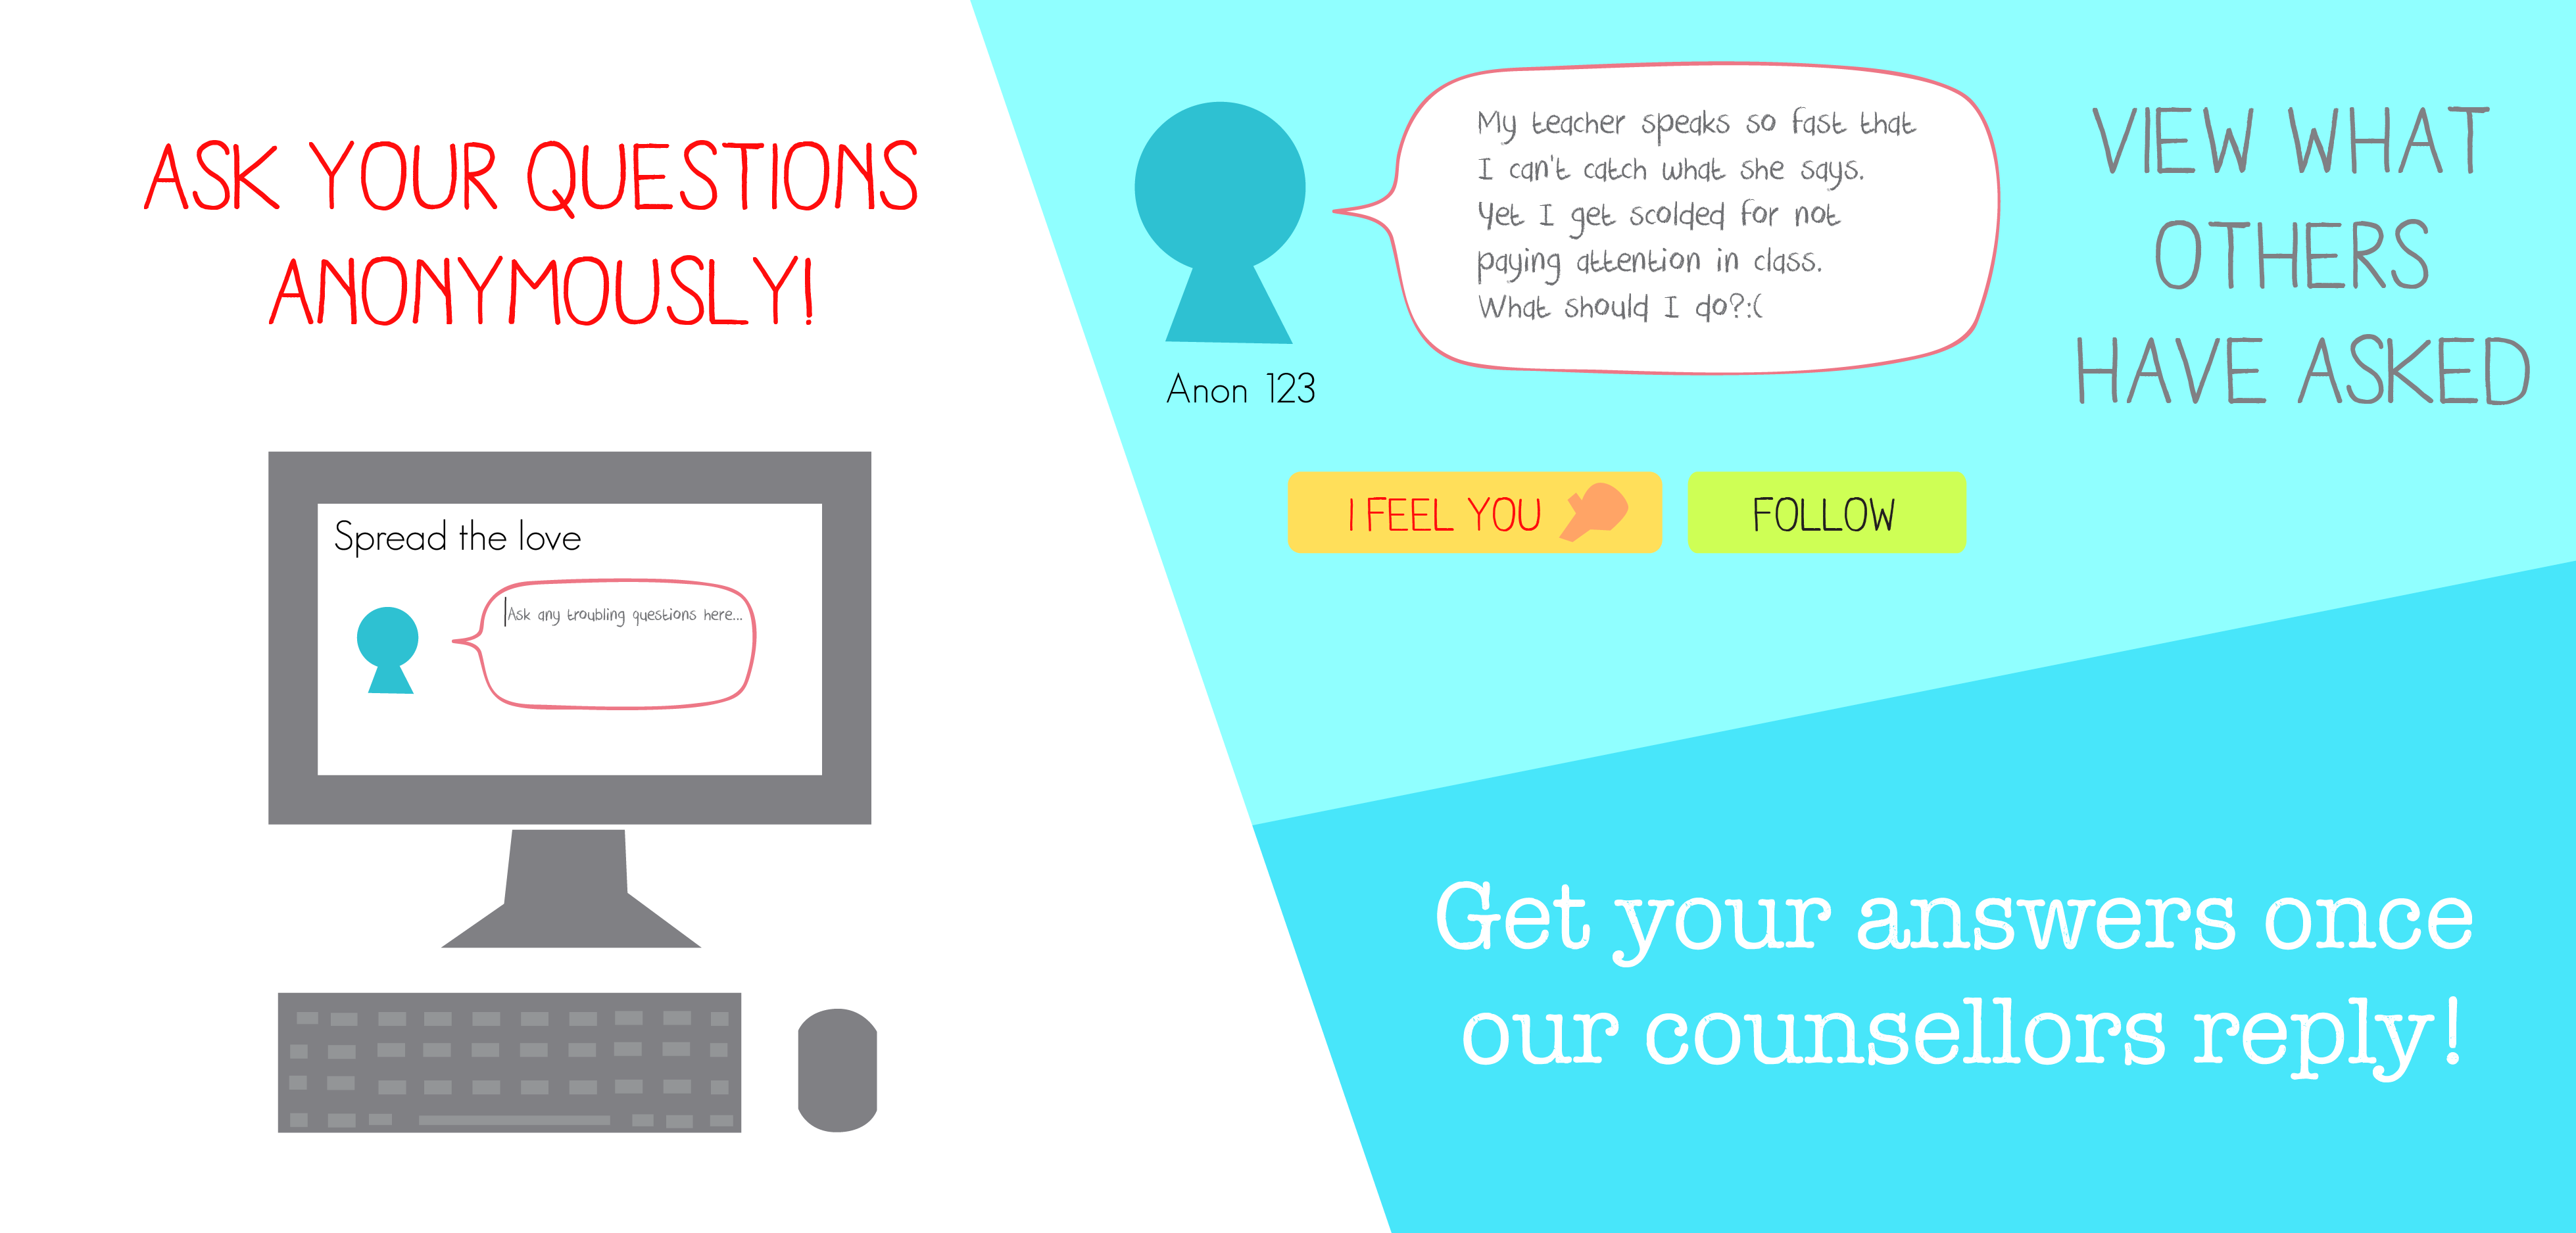 ASK YOUR QUESTIONS
ANONYMOUSLY!
Spread the love
Ask any troubling questions here...
My teacher speaks so fast that
I can't catch what she says.
Yet I get scolded for not
paying attention in class.
What should I do?:(
Anon 123
I FEEL YOU
FOLLOW
VIEW WHAT
OTHERS
HAVE ASKED
Get your answers once
our counsellors reply!